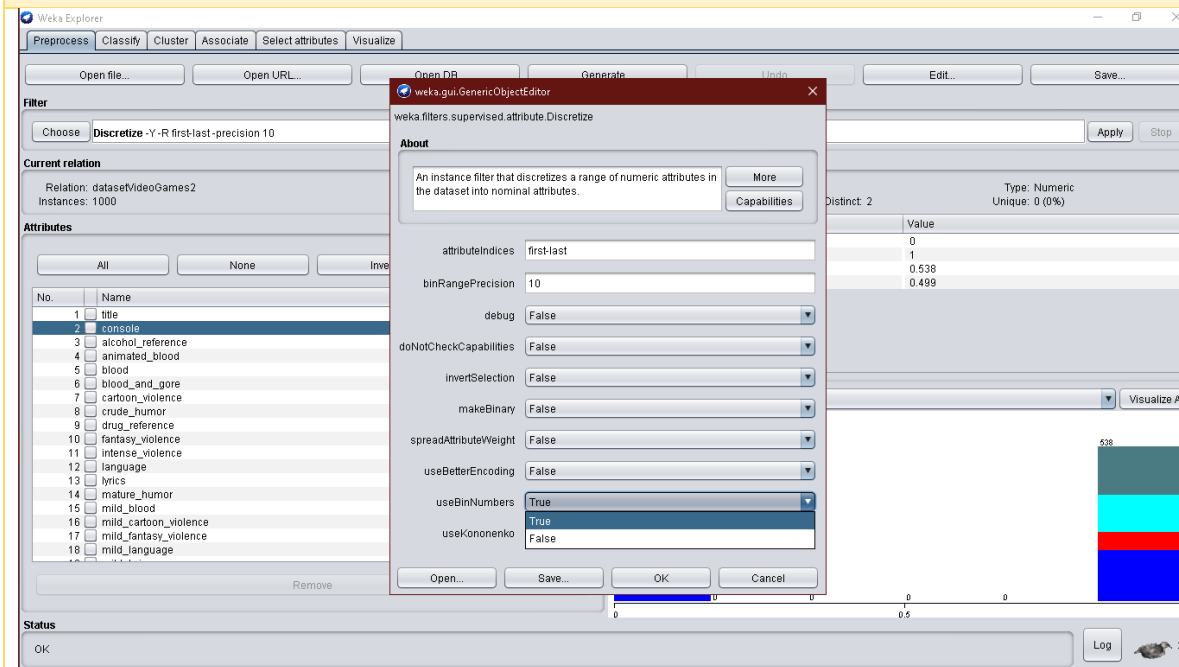 Weka Explorer
Preprocess Classify Cluster Associate Select attributes Visualize
Open file... Open URL... Open DB Generate Undo Edit... Save...
Filter
Choose Discretize -Y -R first-last -precision 10 Apply Stop
Current relation
Relation: datasetVideoGames2
Instances: 1000
Distinct: 2 Type: Numeric
Unique: 0 (0%)
Attributes
All None Inve
No. Name
1 title
2 console
3 alcohol_reference
4 animated_blood
5 blood
6 blood_and_gore
7 cartoon_violence
8 crude_humor
9 drug_reference
10 fantasy_violence
11 intense_violence
12 language
13 lyrics
14 mature_humor
15 mild_blood
16 mild_cartoon_violence
17 mild_fantasy_violence
18 mild_language
Remove
weka.gui.GenericObjectEditor
weka.filters.supervised.attribute.Discretize
About
An instance filter that discretizes a range of numeric attributes in
the dataset into nominal attributes.
More
Capabilities
attributeIndices first-last
binRangePrecision 10
debug False
doNotCheckCapabilities False
invertSelection False
makeBinary False
spreadAttributeWeight False
useBetterEncoding False
useBinNumbers True
True
False
useKononenko
Open... Save... OK Cancel
Value
0
1
0.538
0.499
Visualize A
538
0 0 0 0
0 0.5
Status
OK
Log